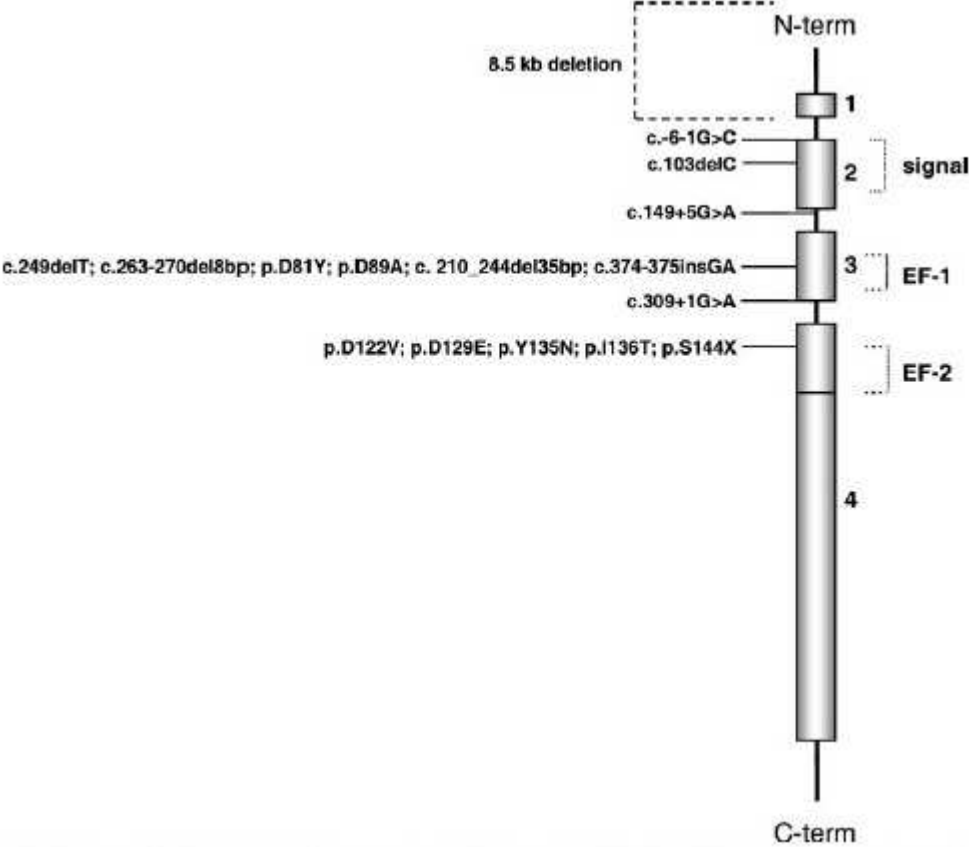 N-term
8.5 kb deletion
1
c.-6-1G>C
c.103delC
2
signal
c.149+5G>A
c.249delT; c.263-270del8bp; p.D81Y; p.D89A; c. 210_244del35bp; c.374-375insGA
3
EF-1
c.309+1G>A
p.D122V; p.D129E; p.Y135N; p.I136T; p.S144X
EF-2
4
C-term